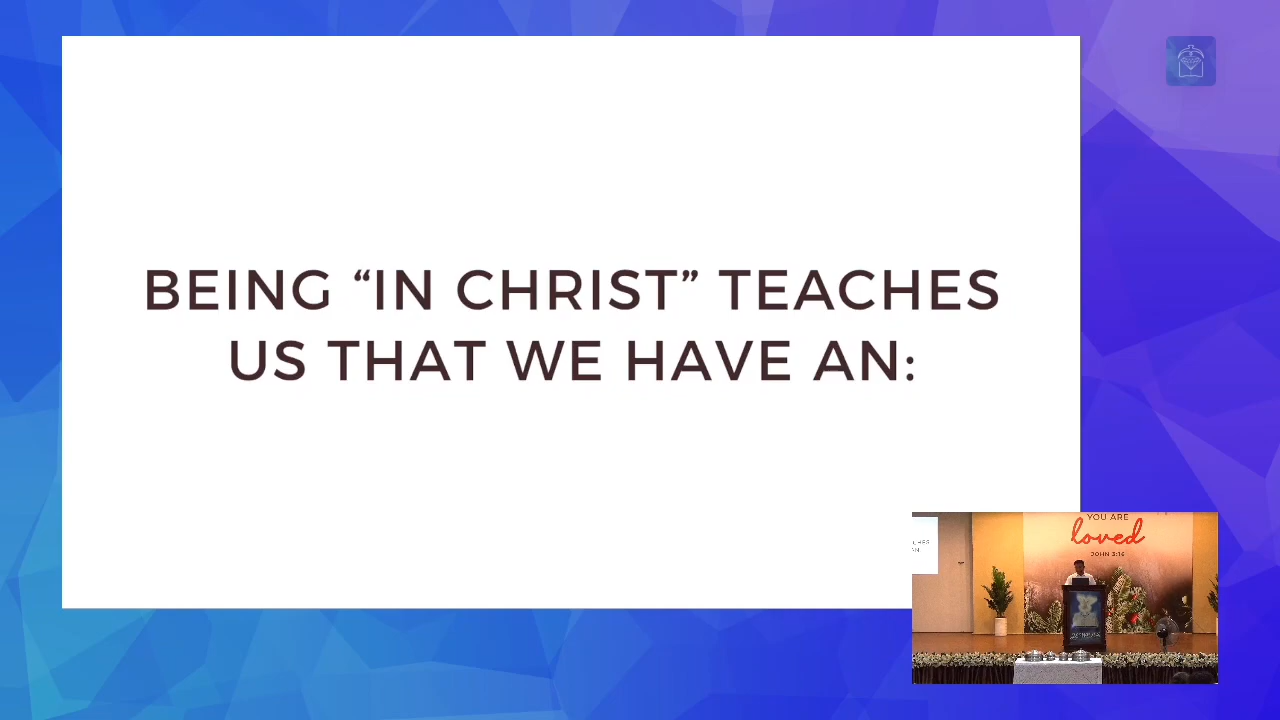 BEING “IN CHRIST” TEACHES
US THAT WE HAVE AN:
YOU ARE
loved
JOHN 3:16